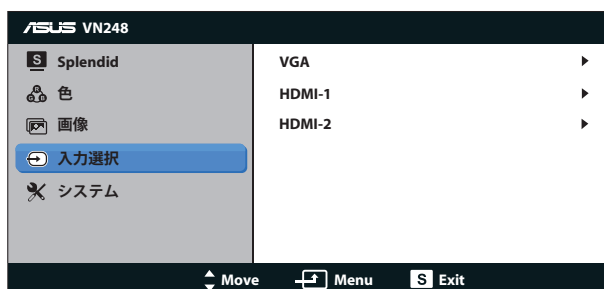 ASUS VN248
S Splendid
色
画像
入力選択
システム
VGA
HDMI-1
HDMI-2
Move Menu S Exit